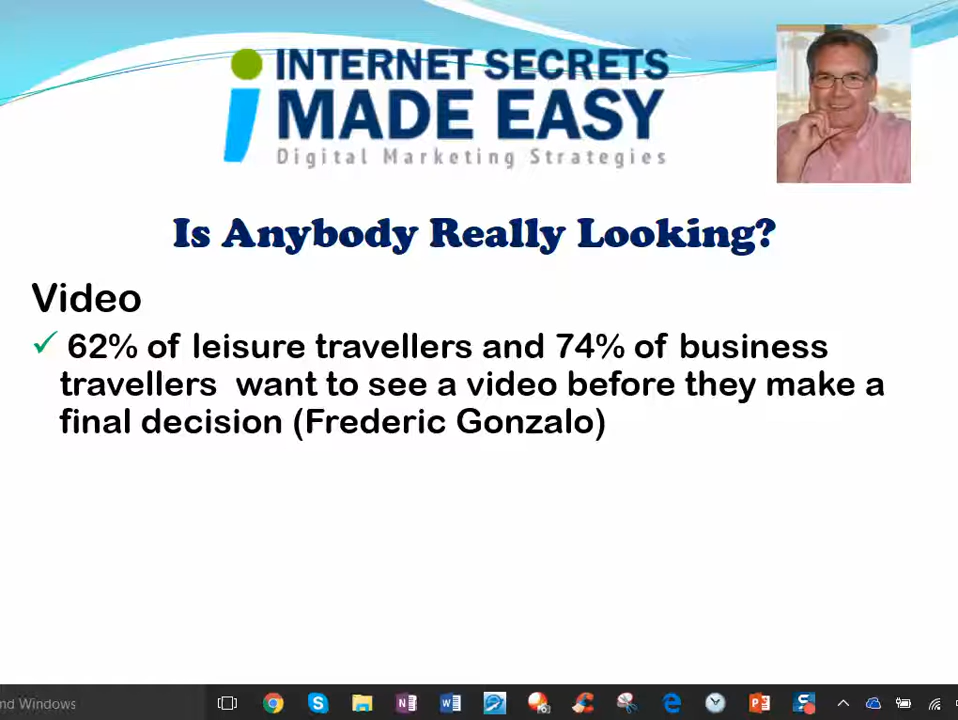 INTERNET SECRETS
MADE EASY
Digital Marketing Strategies
Is Anybody Really Looking?
Video
62% of leisure travellers and 74% of business
travellers want to see a video before they make a
final decision (Frederic Gonzalo)
nd Windows